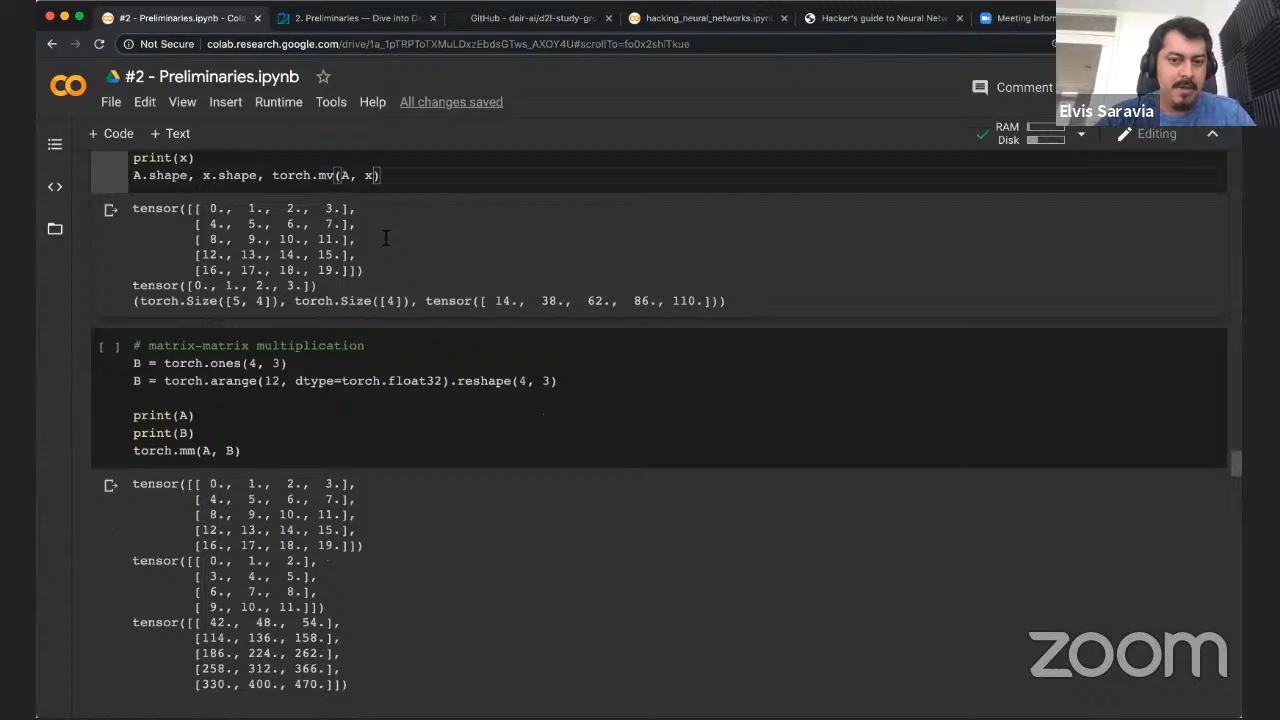 #2 - Preliminaries.ipynb - Cola
2. Preliminaries — Dive into De
GitHub - dair-ai/d2l-study-gro
hacking_neural_networks.ipynb
Hacker's guide to Neural Netw
Meeting Inform
Not Secure colab.research.google.com/drive/1a_1pTRPToTXMuLDxzEbdsGTws_AXOY4U#scrollTo=fo0x2shiTkue
#2 - Preliminaries.ipynb
File Edit View Insert Runtime Tools Help All changes saved
Comment
Elvis Saravia
+ Code + Text
RAM
Disk
Editing
print(x)
A.shape, x.shape, torch.mv(A, x)
tensor([[ 0., 1., 2., 3.],
[ 4., 5., 6., 7.],
[ 8., 9., 10., 11.],
[12., 13., 14., 15.],
[16., 17., 18., 19.]])
tensor([0., 1., 2., 3.])
(torch.Size([5, 4]), torch.Size([4]), tensor([ 14., 38., 62., 86., 110.]))
[ ] # matrix-matrix multiplication
B = torch.ones(4, 3)
B = torch.arange(12, dtype=torch.float32).reshape(4, 3)
print(A)
print(B)
torch.mm(A, B)
tensor([[ 0., 1., 2., 3.],
[ 4., 5., 6., 7.],
[ 8., 9., 10., 11.],
[12., 13., 14., 15.],
[16., 17., 18., 19.]])
tensor([[ 0., 1., 2.],
[ 3., 4., 5.],
[ 6., 7., 8.],
[ 9., 10., 11.]])
tensor([[ 42., 48., 54.],
[114., 136., 158.],
[186., 224., 262.],
[258., 312., 366.],
[330., 400., 470.]])
zoom